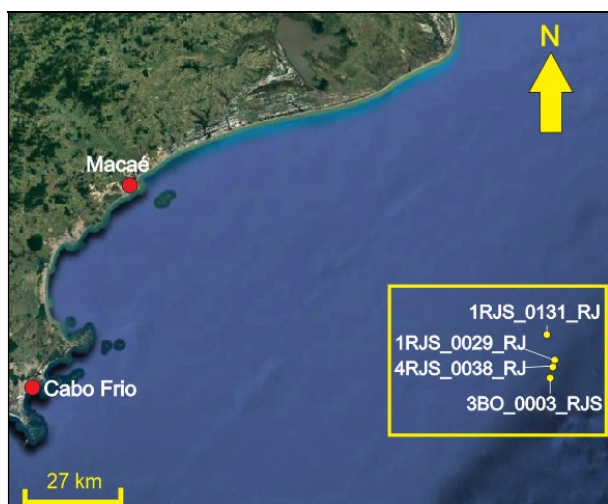 N
Macaé
1RJS_0131_RJ
1RJS_0029_RJ
4RJS_0038_RJ
Cabo Frio
3BO_0003_RJS
27 km